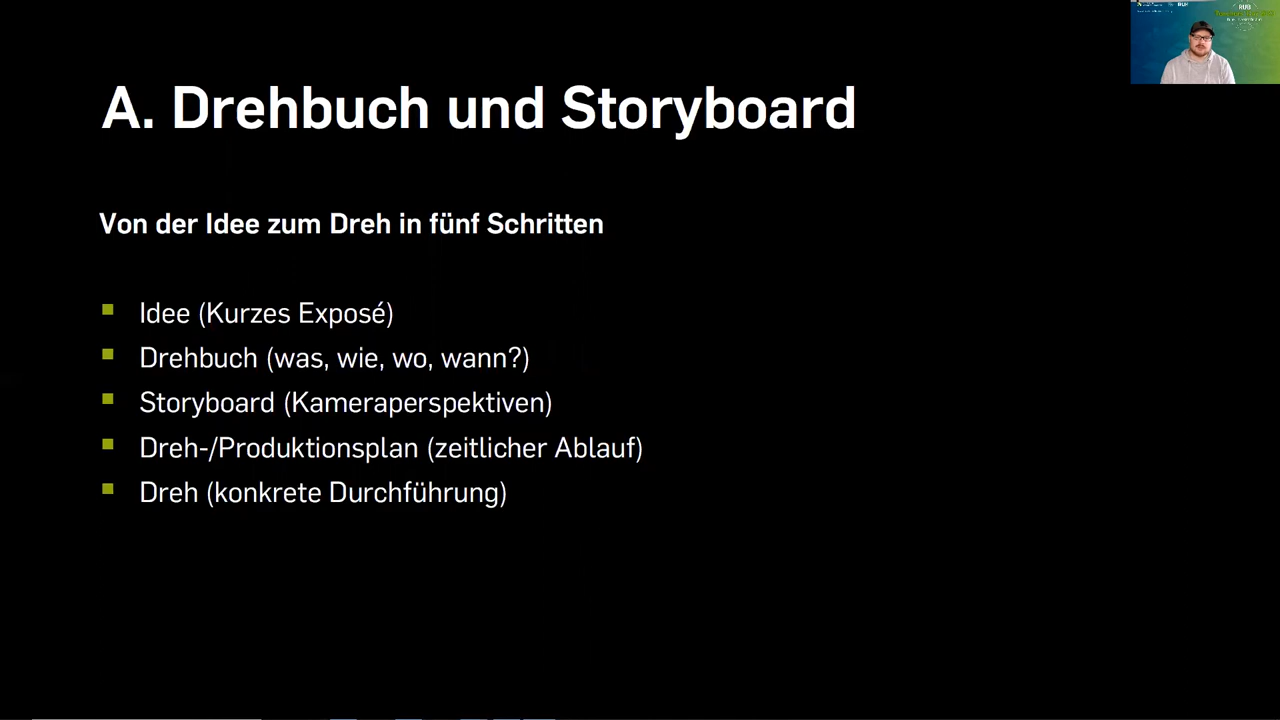 A. Drehbuch und Storyboard
Von der Idee zum Dreh in fünf Schritten
Idee (Kurzes Exposé)
Drehbuch (was, wie, wo, wann?)
Storyboard (Kameraperspektiven)
Dreh-/Produktionsplan (zeitlicher Ablauf)
Dreh (konkrete Durchführung)
RUB